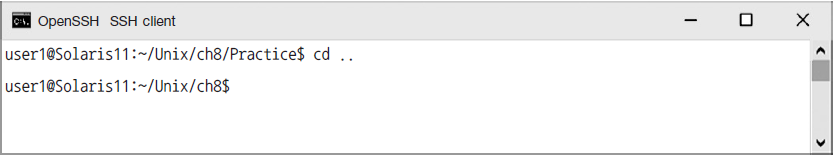 OpenSSH SSH client
user1@Solaris11:~/Unix/ch8/Practice$ cd ..
user1@Solaris11:~/Unix/ch8$